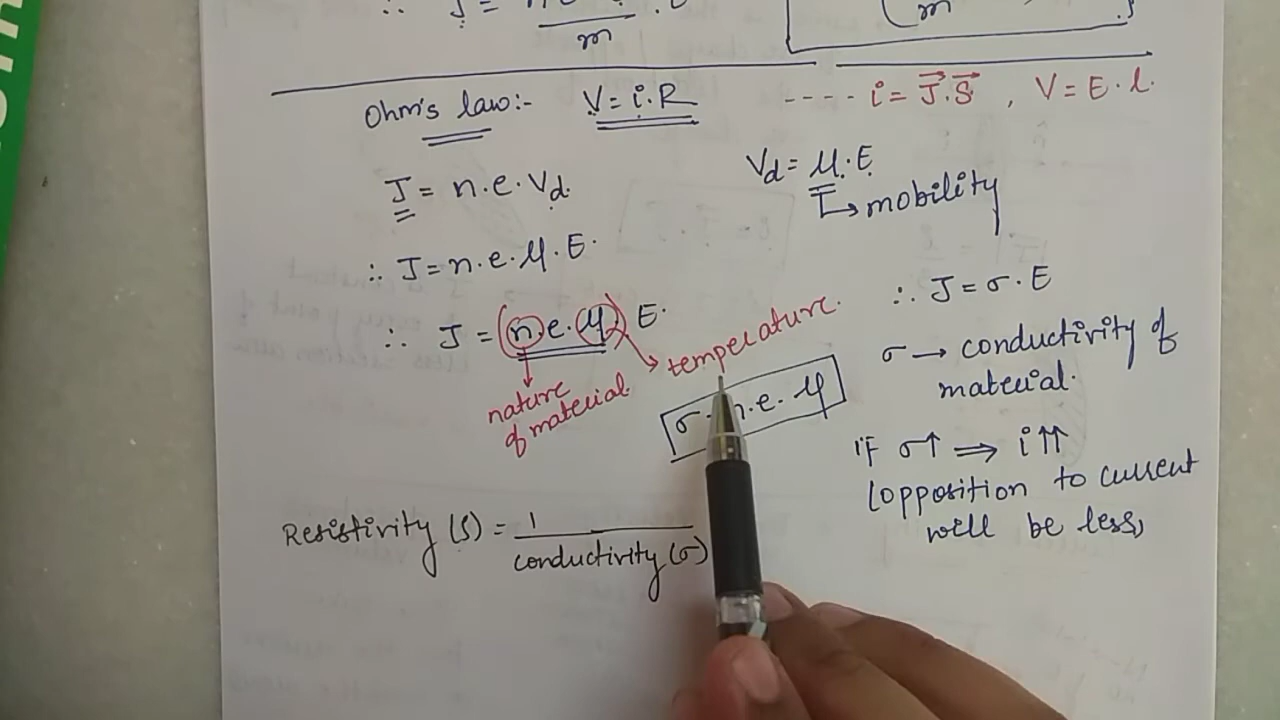 ∴ J =
m
m
Ohm's law:- V = i.R ---- i = J⃗.S⃗ , V = E.l.
J = n.e.Vd.
Vd = μ.E
↳ mobility
∴ J = n.e.μ.E.
∴ J = (n.e.μ) E.
nature of material
temperature.
∴ J = σ.E
σ → conductivity of
material.
n.e.μ
if σ↑ ⇒ i↑↑
(opposition to current
will be less,
Resistivity (ρ) = 1
conductivity (σ)